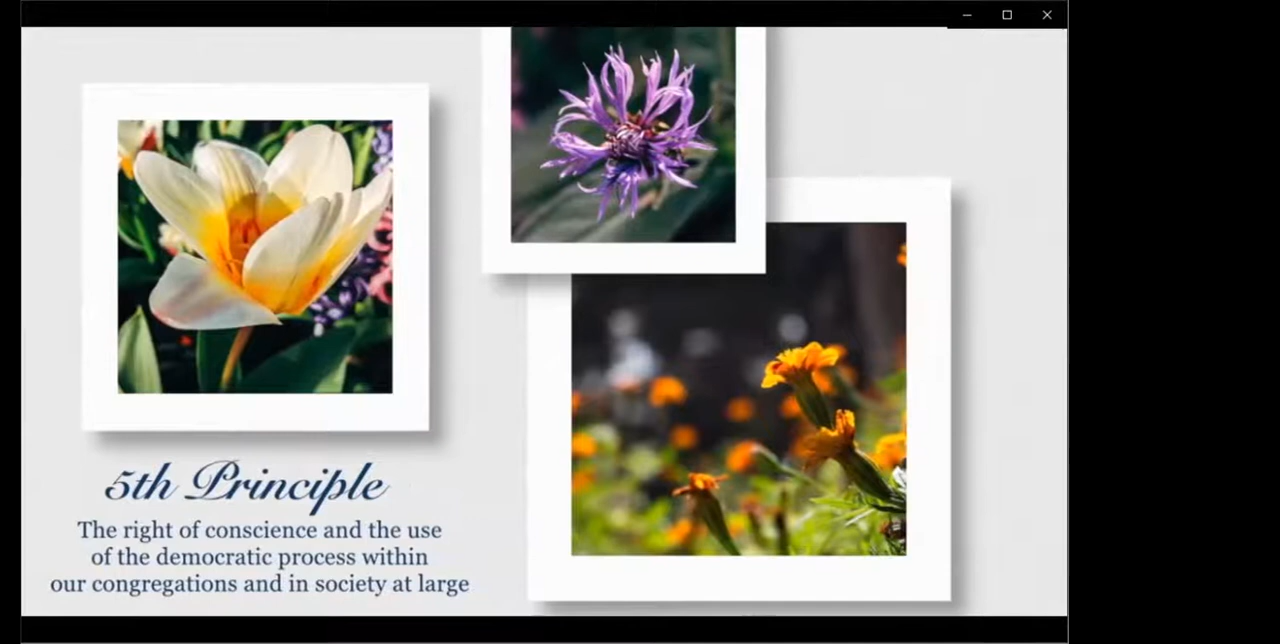 5th Principle
The right of conscience and the use
of the democratic process within
our congregations and in society at large